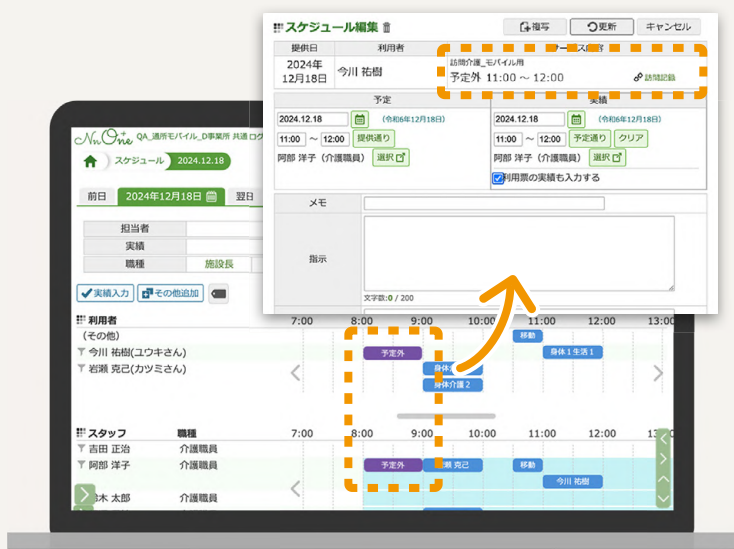 スケジュール編集
複写
更新
キャンセル
提供日
利用者
サービス内容
2024年
12月18日
今川 祐樹
訪問介護_モバイル用
予定外 11:00 ～ 12:00
訪問記録
予定
実績
2024.12.18
(令和6年12月18日)
2024.12.18
(令和6年12月18日)
11:00 ～ 12:00 提供通り
11:00 ～ 12:00 予定通り クリア
阿部 洋子（介護職員） 選択
阿部 洋子（介護職員） 選択
利用票の実績も入力する
メモ
指示
文字数:0 / 200
NnOne QA_通所モバイル_D事業所 共通ログ
スケジュール 2024.12.18
前日 2024年12月18日 翌日
担当者
実績
職種 施設長
実績入力 その他追加
利用者 7:00 8:00 9:00 10:00 11:00 12:00 13:00
(その他) 移動
今川 祐樹(ユウキさん) 予定外 身体1生活1
岩瀬 克己(カツミさん) 身体
身体介護2
スタッフ 職種 7:00 8:00 9:00 10:00 11:00 12:00
吉田 正治 介護職員
阿部 洋子 介護職員 予定外 瀬 克己 移動
今川 祐樹
木 太郎 介護職員